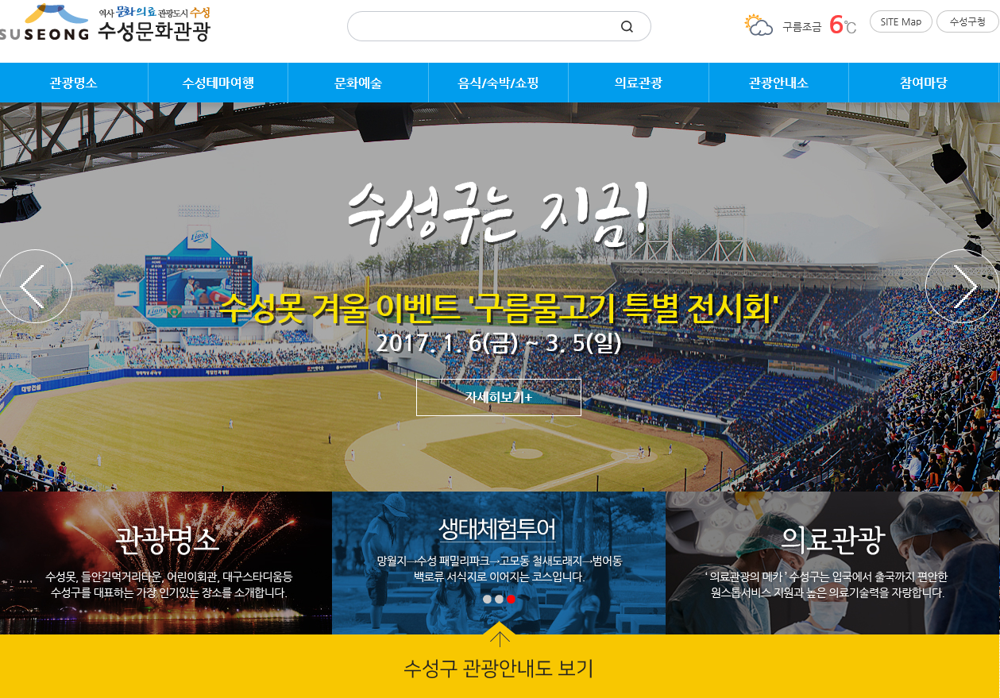 역사 문화 의료 관광도시 수성
SUSEONG 수성문화관광
구름조금 6℃
SITE Map
수성구청
관광명소
수성테마여행
문화예술
음식/숙박/쇼핑
의료관광
관광안내소
참여마당
수성구는 지금!
Lions
SAMSUNG
수성못 겨울 이벤트 '구름물고기 특별 전시회'
2017. 1. 6(금) ~ 3. 5(일)
자세히보기+
관광명소
수성못, 들안길먹거리타운, 어린이회관, 대구스타디움등
수성구를 대표하는 가장 인기있는 장소를 소개합니다.
생태체험투어
망월지→수성 패밀리파크→고모동 철새도래지→범어동
백로류 서식지로 이어지는 코스입니다.
의료관광
‘ 의료관광의 메카 ’ 수성구는 입국에서 출국까지 편안한
원스톱서비스 지원과 높은 의료기술력을 자랑합니다.
수성구 관광안내도 보기